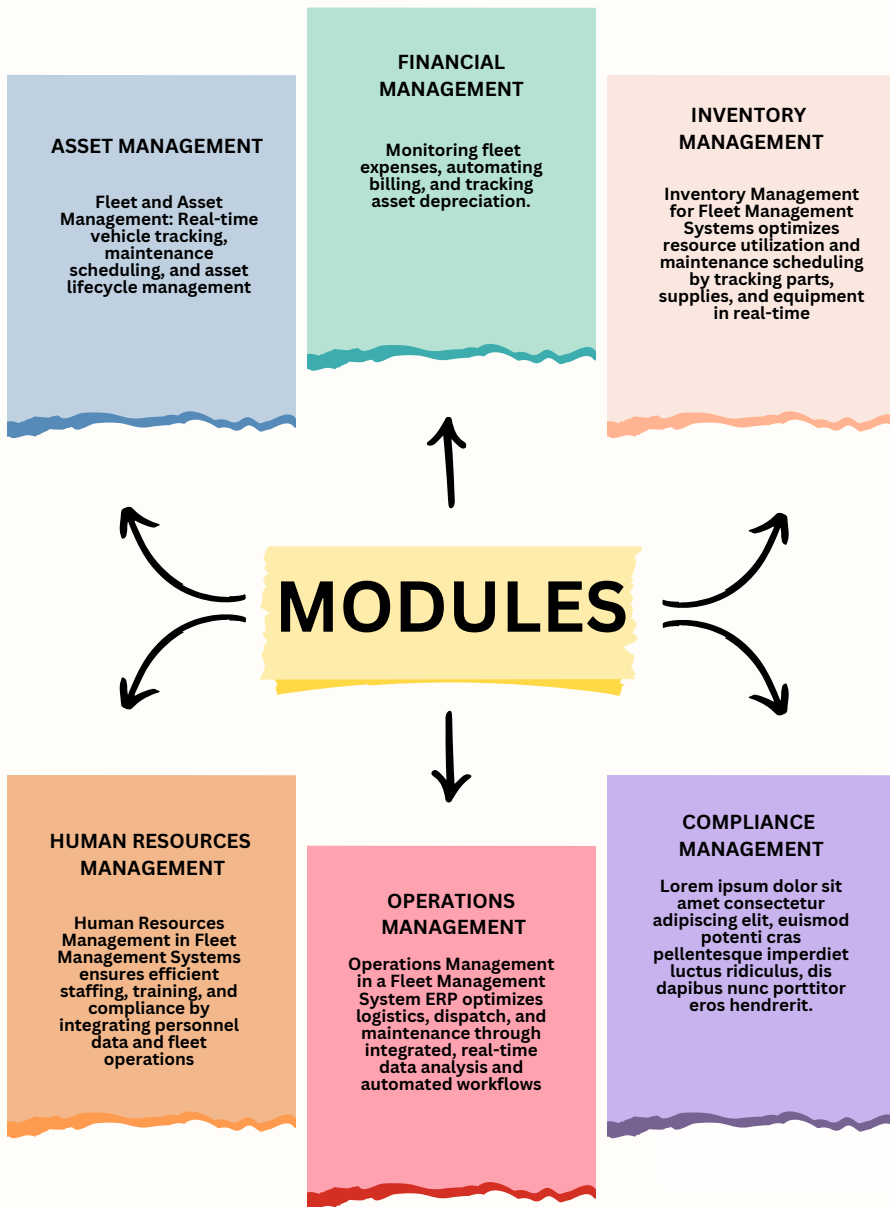 ASSET MANAGEMENT
Fleet and Asset
Management: Real-time
vehicle tracking,
maintenance
scheduling, and asset
lifecycle management
FINANCIAL
MANAGEMENT
Monitoring fleet
expenses, automating
billing, and tracking
asset depreciation.
INVENTORY
MANAGEMENT
Inventory Management
for Fleet Management
Systems optimizes
resource utilization and
maintenance scheduling
by tracking parts,
supplies, and equipment
in real-time
MODULES
HUMAN RESOURCES
MANAGEMENT
Human Resources
Management in Fleet
Management Systems
ensures efficient
staffing, training, and
compliance by
integrating personnel
data and fleet
operations
OPERATIONS
MANAGEMENT
Operations Management
in a Fleet Management
System ERP optimizes
logistics, dispatch, and
maintenance through
integrated, real-time
data analysis and
automated workflows
COMPLIANCE
MANAGEMENT
Lorem ipsum dolor sit
amet consectetur
adipiscing elit, euismod
potenti cras
pellentesque imperdiet
luctus ridiculus, dis
dapibus nunc porttitor
eros hendrerit.